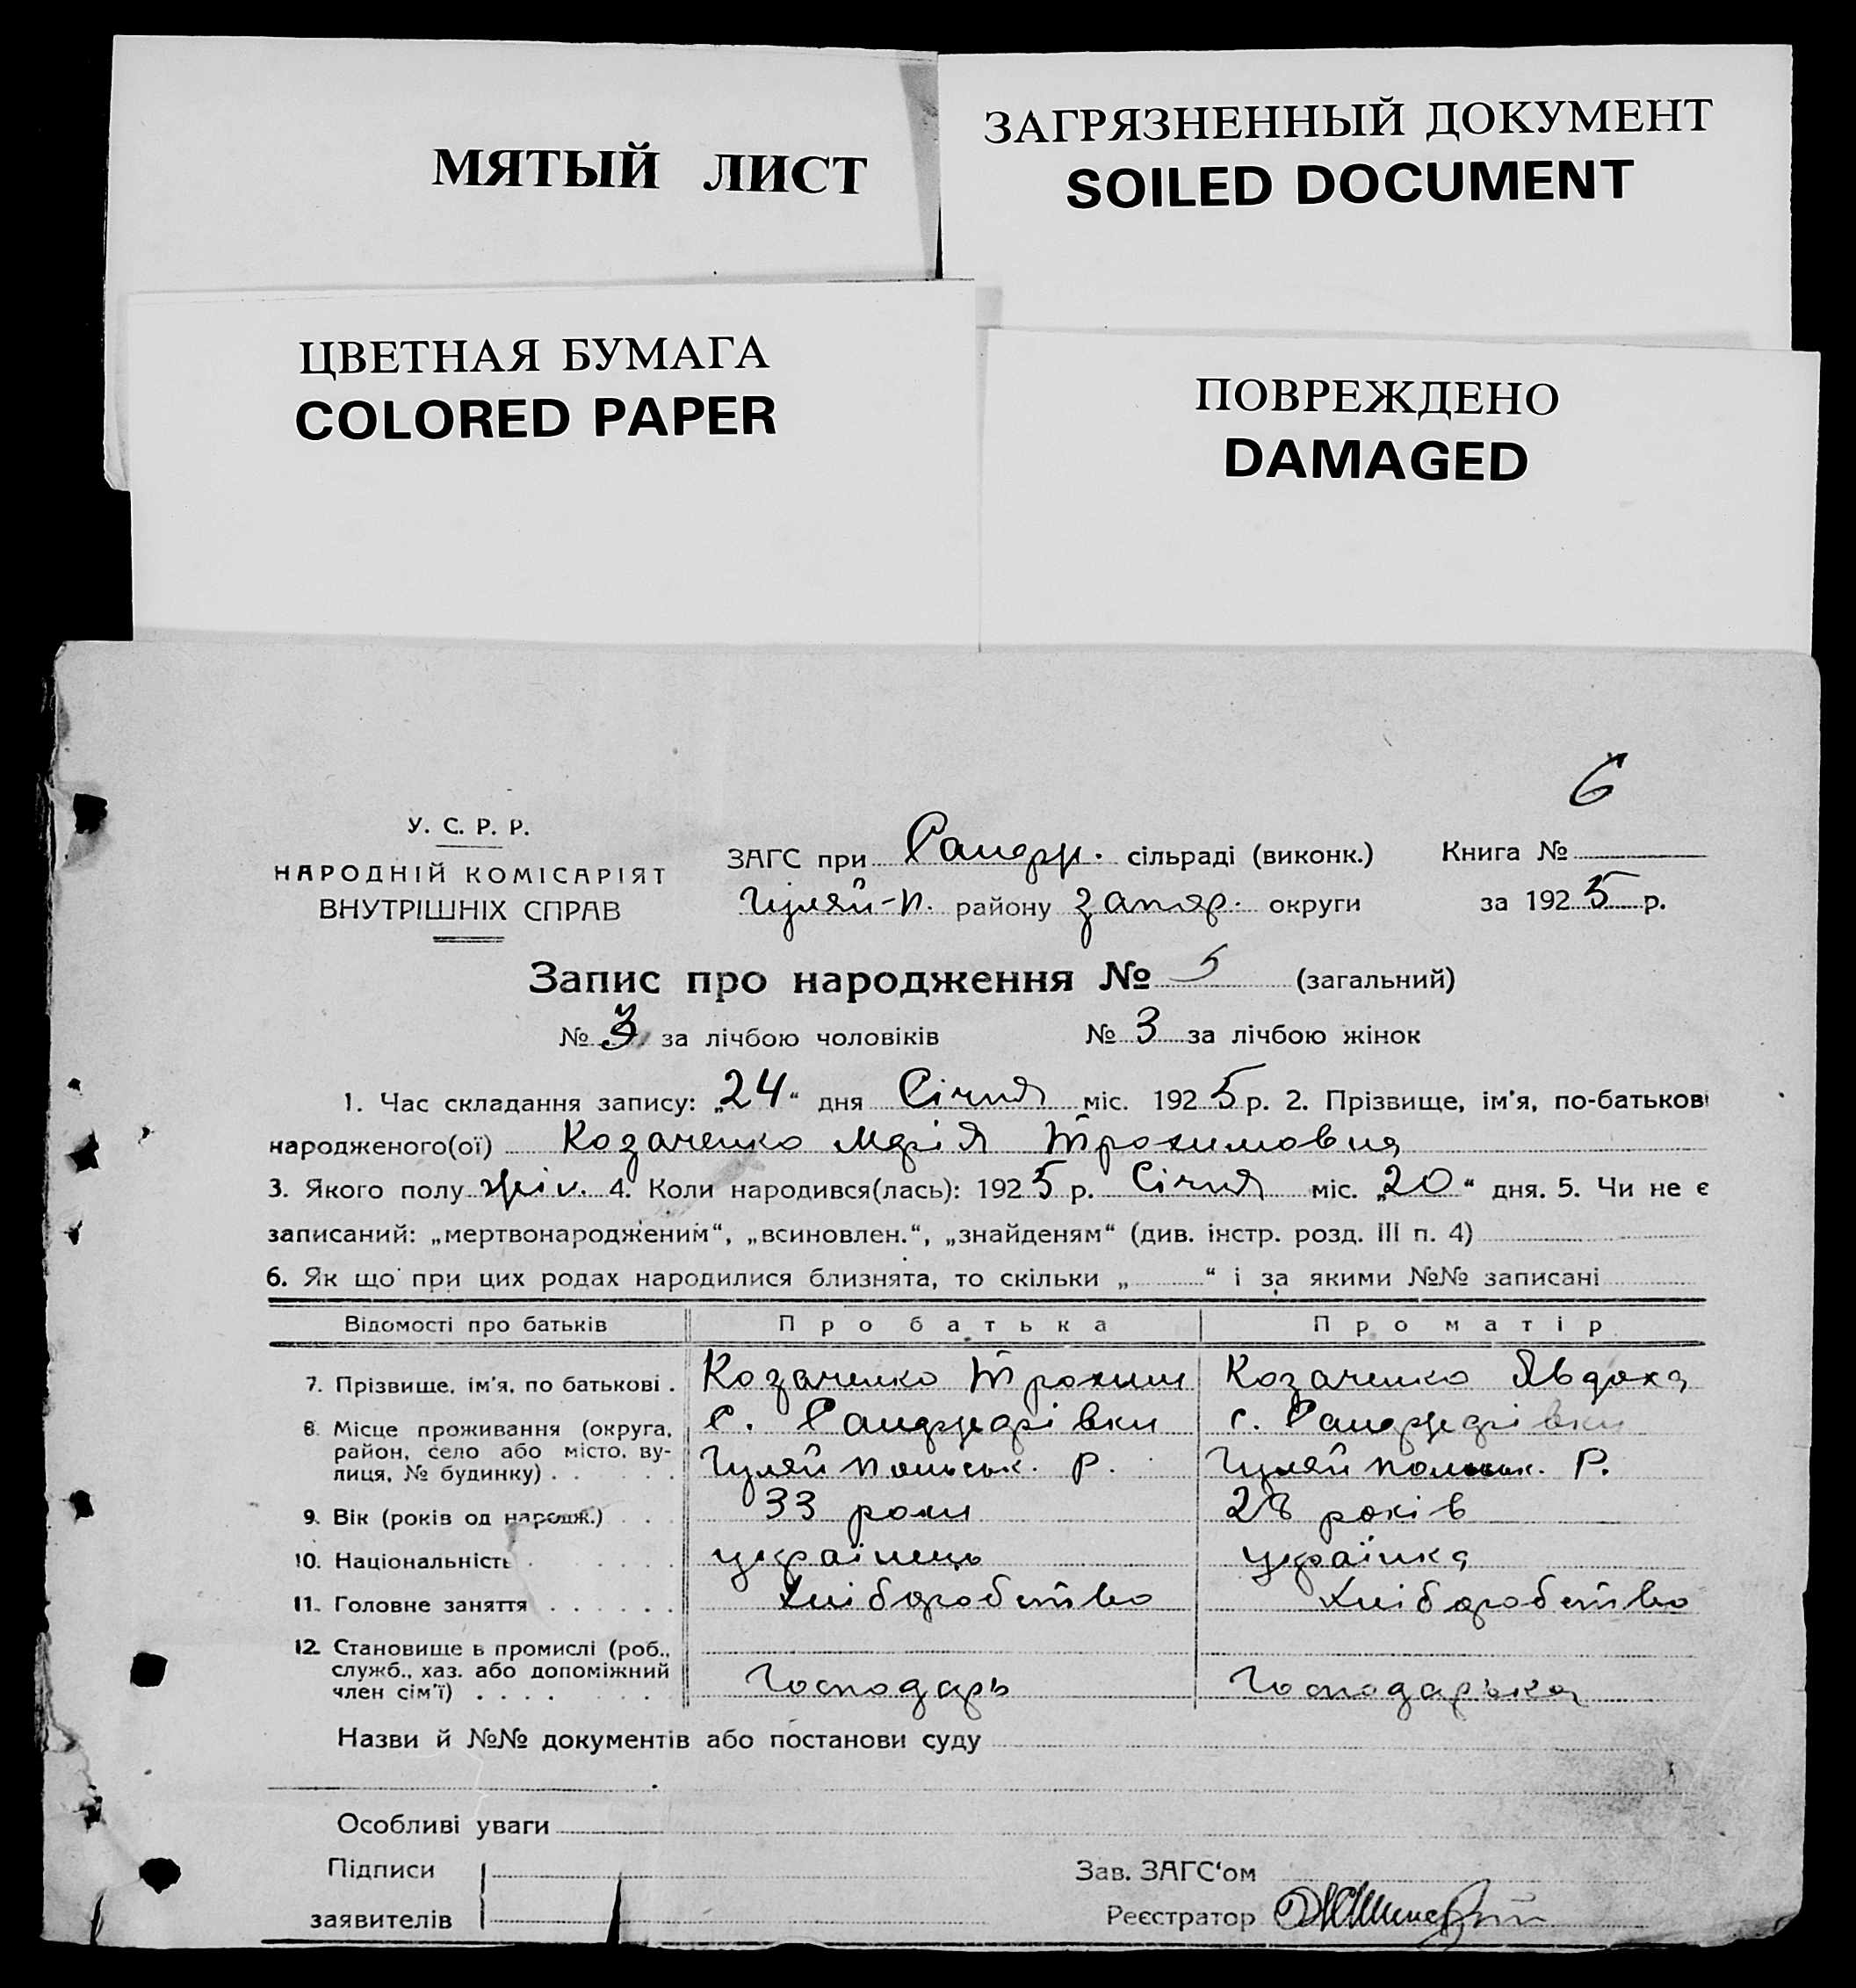 МЯТЫЙ ЛИСТ
ЗАГРЯЗНЕННЫЙ ДОКУМЕНТ
SOILED DOCUMENT
ЦВЕТНАЯ БУМАГА
COLORED PAPER
ПОВРЕЖДЕНО
DAMAGED
6
У. С. Р. Р.
НАРОДНІЙ КОМІСАРІЯТ
ВНУТРІШНІХ СПРАВ
ЗАГС при сільраді (виконк.) Книга №
Гуляй-П. району Запор. округи за 1925 р.
Запис про народження № 5 (загальний)
№ за лічбою чоловіків № 3 за лічбою жінок
1. Час складання запису: „24“ дня Січня міс. 1925 р. 2. Прізвище, ім'я, по-батькові
народженого(ої) Козаченко Марія Трохимовна
3. Якого полу жін. 4. Коли народився(лась): 1925 р. Січня міс. „20“ дня. 5. Чи не є
записаний: „мертвонародженим“, „всиновлен.“, „знайденям“ (див. інстр. розд. III п. 4)
6. Як що при цих родах народилися близнята, то скільки „ “ і за якими №№ записані
Відомості про батьків Про батька Про матір
7. Прізвище, ім'я, по батькові . Козаченко Трохим Козаченко Явдоха
8. Місце проживання (округа, с. с.
район, село або місто, ву-
лиця, № будинку) . . . . . Гуляйпольськ. Р. Гуляйпольськ. Р.
9. Вік (років од народж.) . . 33 роки 28 років
10. Національність . . . . . українець українка
11. Головне заняття . . . . . . Хліборобство Хліборобство
12. Становище в промислі (роб.,
служб., хаз. або допоміжний
член сім'ї) . . . . . . . Господарь Господарька
Назви й №№ документів або постанови суду
Особливі уваги
Підписи
заявителів
Зав. ЗАГС'ом
Реєстратор